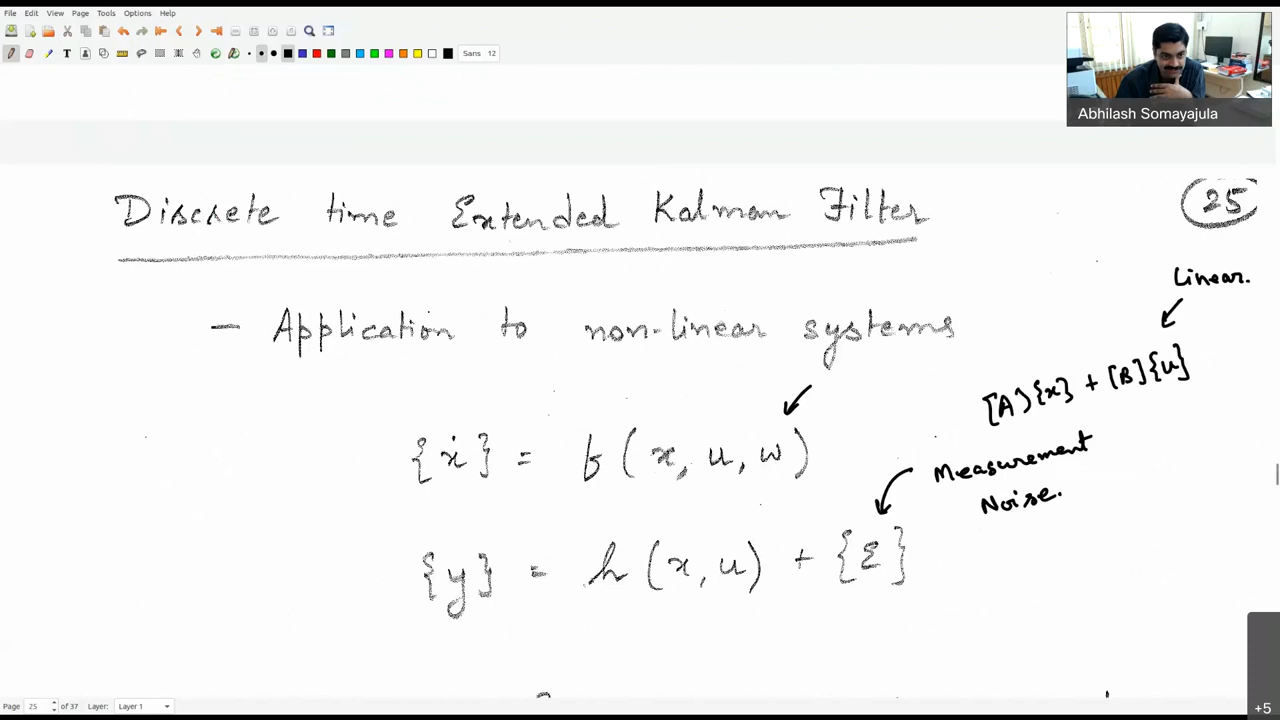 File Edit View Page Tools Options Help
T Sans 12
Abhilash Somayajula
Discrete time Extended Kalman Filter
25
Linear.
- Application to non-linear systems
[A]{x} + [B]{u}
{ẋ} = f(x, u, w)
Measurement
Noise.
{y} = h(x, u) + {Σ}
Page 25 of 37 Layer: Layer 1
+5